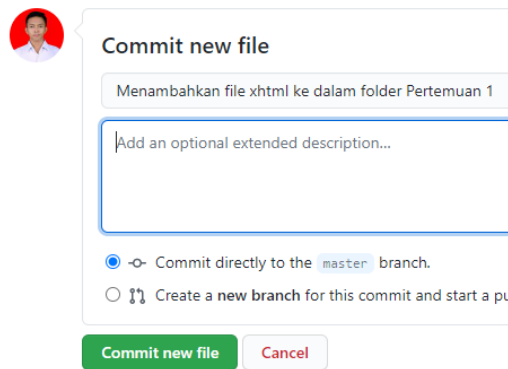 Commit new file
Menambahkan file xhtml ke dalam folder Pertemuan 1
Add an optional extended description...
Commit directly to the master branch.
Create a new branch for this commit and start a pu
Commit new file
Cancel